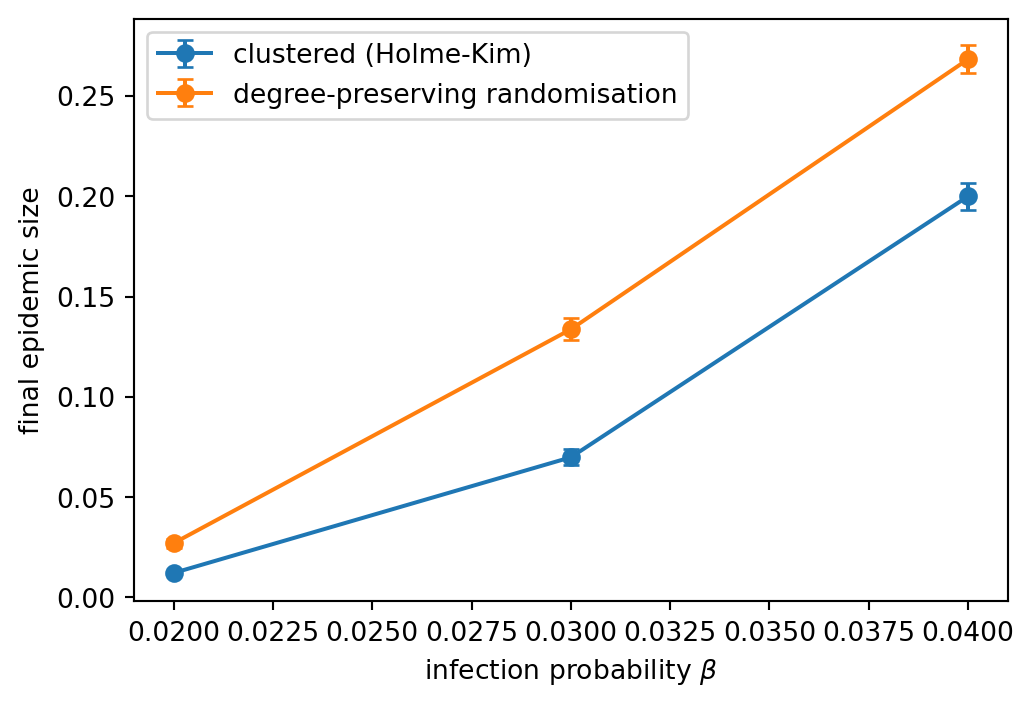 clustered (Holme-Kim)
degree-preserving randomisation
0.25
0.20
0.15
0.10
0.05
0.00
final epidemic size
0.0200 0.0225 0.0250 0.0275 0.0300 0.0325 0.0350 0.0375 0.0400
infection probability β